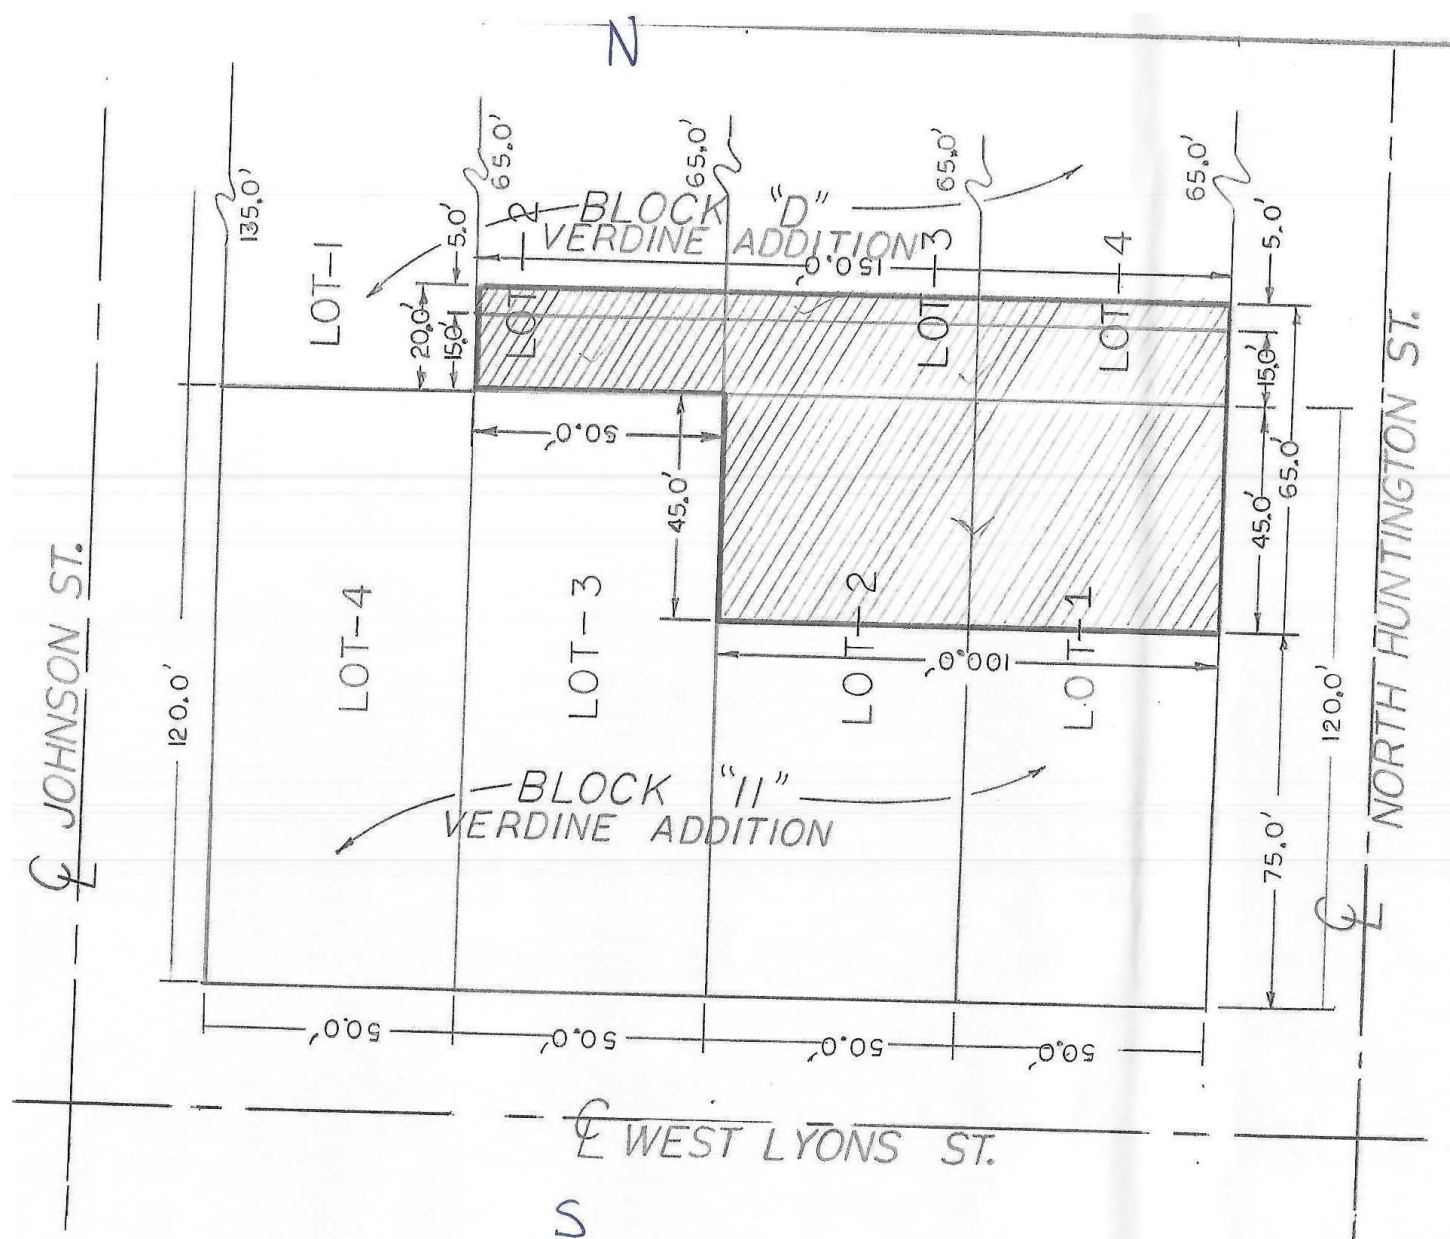 N
135.0'
65.0'
65.0'
65.0'
65.0'
5.0'
5.0'
BLOCK "D"
VERDINE ADDITION
150.0'
LOT-1
LOT-2
LOT-3
LOT-4
20.0'
15.0'
15.0'
50.0'
45.0'
45.0'
65.0'
100.0'
JOHNSON ST.
NORTH HUNTINGTON ST.
LOT-4
LOT-3
LOT-2
LOT-1
120.0'
120.0'
75.0'
BLOCK "11"
VERDINE ADDITION
50.0'
50.0'
50.0'
50.0'
WEST LYONS ST.
S